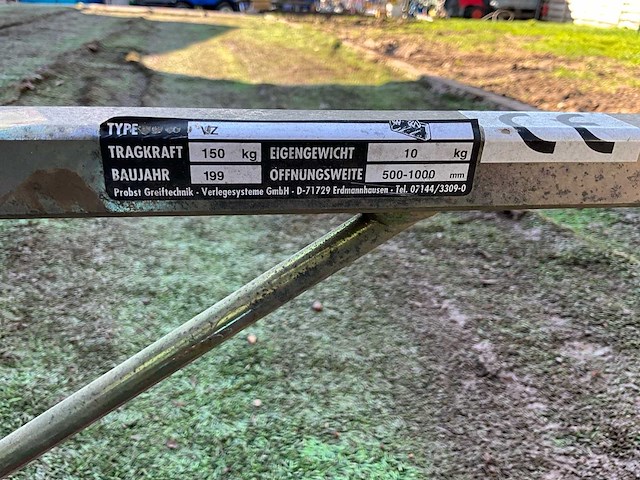 TYPE VZ
TRAGKRAFT 150 kg EIGENGEWICHT 10 kg
BAUJAHR 199 ÖFFNUNGSWEITE 500-1000 mm
Probst Greiftechnik - Verlegesysteme GmbH - D-71729 Erdmannhausen - Tel. 07144/3309-0
CE